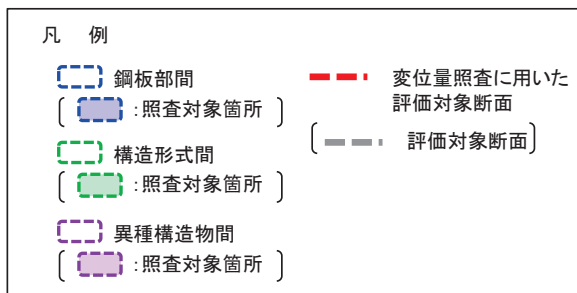 凡 例
鋼板部間
( :照査対象箇所 )
構造形式間
( :照査対象箇所 )
異種構造物間
( :照査対象箇所 )
変位量照査に用いた
評価対象断面
( 評価対象断面 )